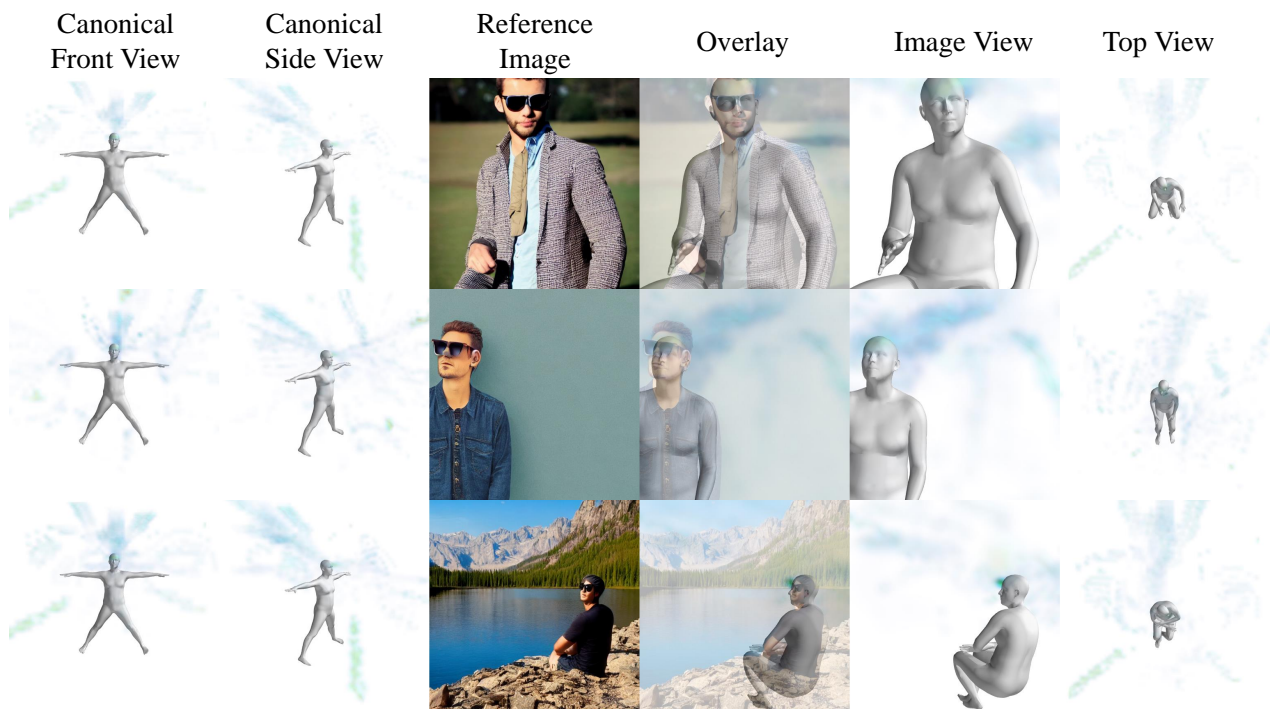 Canonical
Front View
Canonical
Side View
Reference
Image
Overlay
Image View
Top View